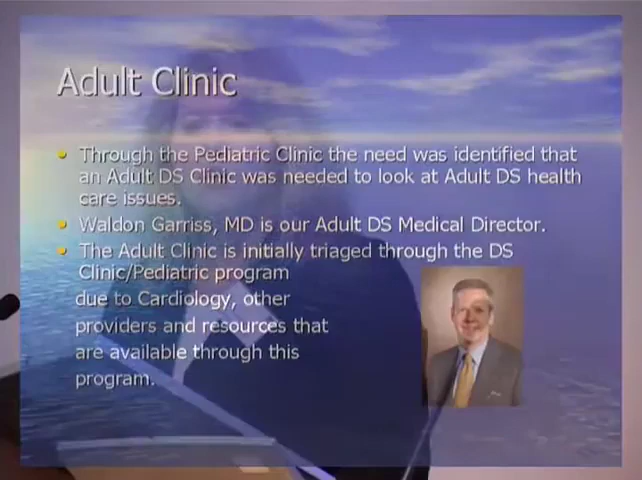 Adult Clinic
• Through the Pediatric Clinic the need was identified that
an Adult DS Clinic was needed to look at Adult DS health
care issues.
• Waldon Garriss, MD is our Adult DS Medical Director.
• The Adult Clinic is initially triaged through the DS
Clinic/Pediatric program
due to Cardiology, other
providers and resources that
are available through this
program.